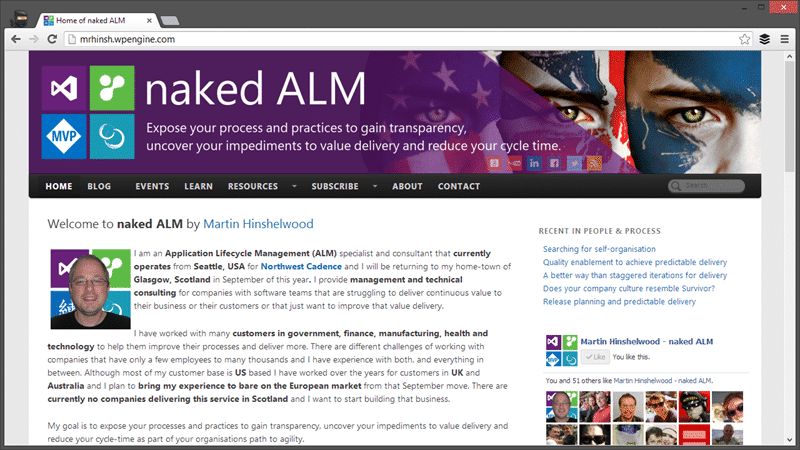 Home of naked ALM
mrhinsh.wpengine.com
naked ALM
MVP
Expose your process and practices to gain transparency,
uncover your impediments to value delivery and reduce your cycle time.
HOME BLOG EVENTS LEARN RESOURCES SUBSCRIBE ABOUT CONTACT
Search
Welcome to naked ALM by Martin Hinshelwood
I am an Application Lifecycle Management (ALM) specialist and consultant that currently
operates from Seattle, USA for Northwest Cadence and I will be returning to my home-town of
Glasgow, Scotland in September of this year. I provide management and technical
consulting for companies with software teams that are struggling to deliver continuous value to
their business or their customers or that just want to improve that value delivery.
I have worked with many customers in government, finance, manufacturing, health and
technology to help them improve their processes and deliver more. There are different challenges of working with
companies that have only a few employees to many thousands and I have experience with both, and everything in
between. Although most of my customer base is US based I have worked over the years for customers in UK and
Australia and I plan to bring my experience to bare on the European market from that September move. There are
currently no companies delivering this service in Scotland and I want to start building that business.
My goal is to expose your processes and practices to gain transparency, uncover your impediments to value delivery and
reduce your cycle-time as part of your organisations path to agility.
RECENT IN PEOPLE & PROCESS
Searching for self-organisation
Quality enablement to achieve predictable delivery
A better way than staggered iterations for delivery
Does your company culture resemble Survivor?
Release planning and predictable delivery
Martin Hinshelwood - naked ALM
Like You like this.
You and 51 others like Martin Hinshelwood - naked ALM.